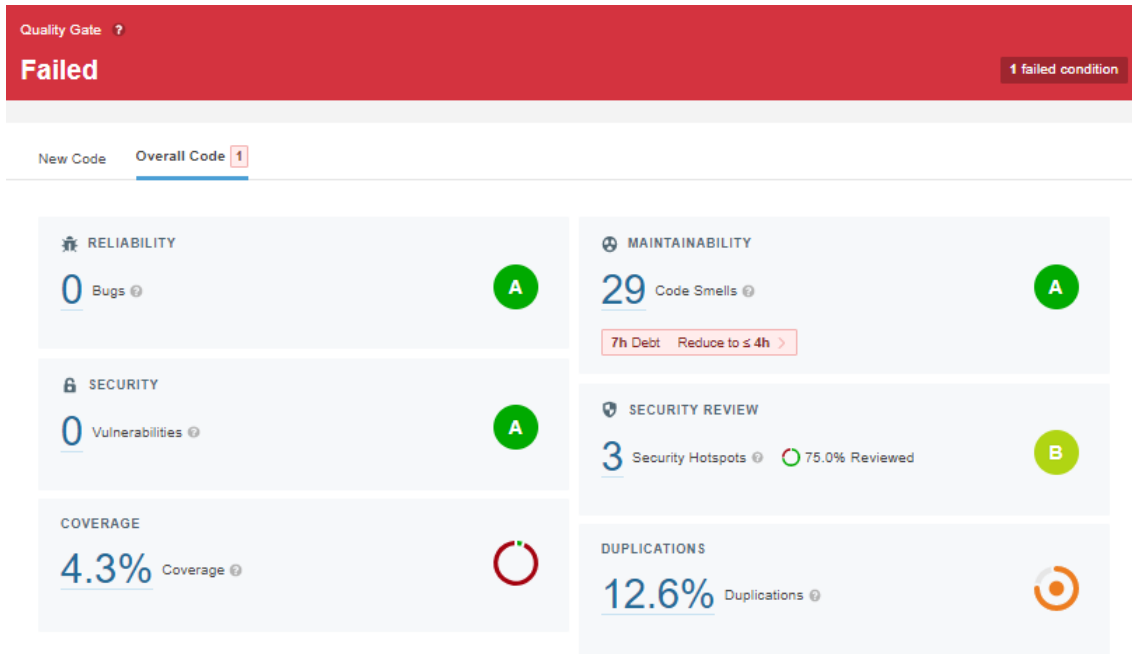 Quality Gate ?
Failed
1 failed condition
New Code Overall Code 1
RELIABILITY
0 Bugs ?
A
MAINTAINABILITY
29 Code Smells ?
A
7h Debt Reduce to ≤ 4h >
SECURITY
0 Vulnerabilities ?
A
SECURITY REVIEW
3 Security Hotspots ? 75.0% Reviewed
B
COVERAGE
4.3% Coverage ?
DUPLICATIONS
12.6% Duplications ?